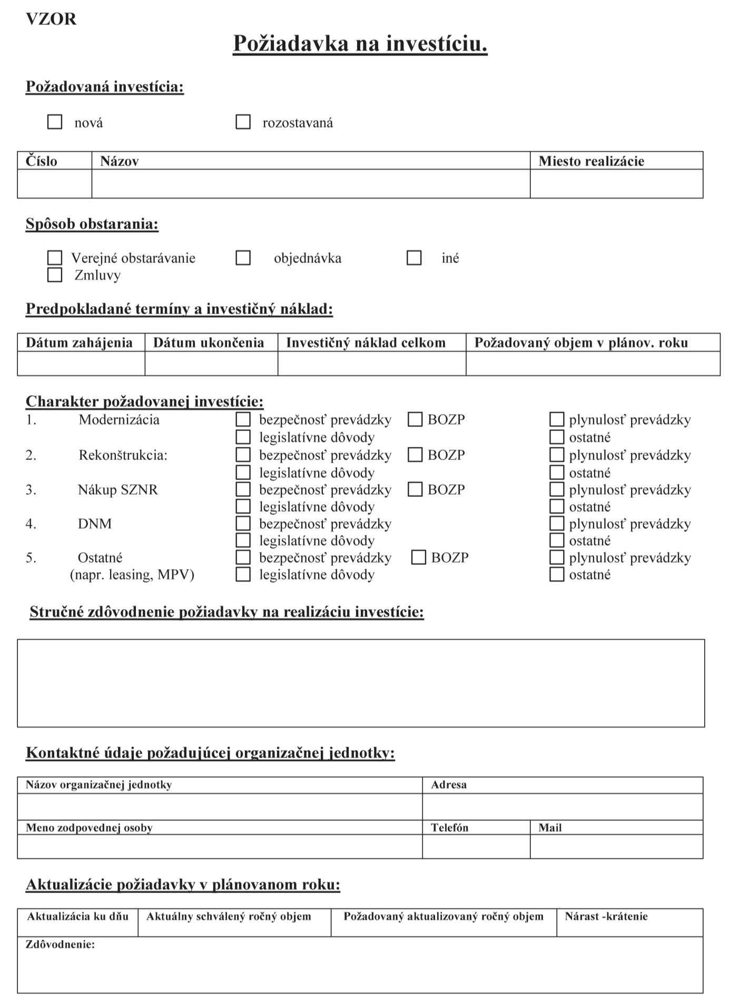 VZOR
Požiadavka na investíciu.
Požadovaná investícia:
nová rozostavaná
Číslo Názov Miesto realizácie
Spôsob obstarania:
Verejné obstarávanie objednávka iné
Zmluvy
Predpokladané termíny a investičný náklad:
Dátum zahájenia Dátum ukončenia Investičný náklad celkom Požadovaný objem v plánov. roku
Charakter požadovanej investície:
1. Modernizácia bezpečnosť prevádzky BOZP plynulosť prevádzky
legislatívne dôvody ostatné
2. Rekonštrukcia: bezpečnosť prevádzky BOZP plynulosť prevádzky
legislatívne dôvody ostatné
3. Nákup SZNR bezpečnosť prevádzky BOZP plynulosť prevádzky
legislatívne dôvody ostatné
4. DNM bezpečnosť prevádzky plynulosť prevádzky
legislatívne dôvody ostatné
5. Ostatné bezpečnosť prevádzky BOZP plynulosť prevádzky
(napr. leasing, MPV) legislatívne dôvody ostatné
Stručné zdôvodnenie požiadavky na realizáciu investície:
Kontaktné údaje požadujúcej organizačnej jednotky:
Názov organizačnej jednotky Adresa
Meno zodpovednej osoby Telefón Mail
Aktualizácie požiadavky v plánovanom roku:
Aktualizácia ku dňu Aktuálny schválený ročný objem Požadovaný aktualizovaný ročný objem Nárast -krátenie
Zdôvodnenie: